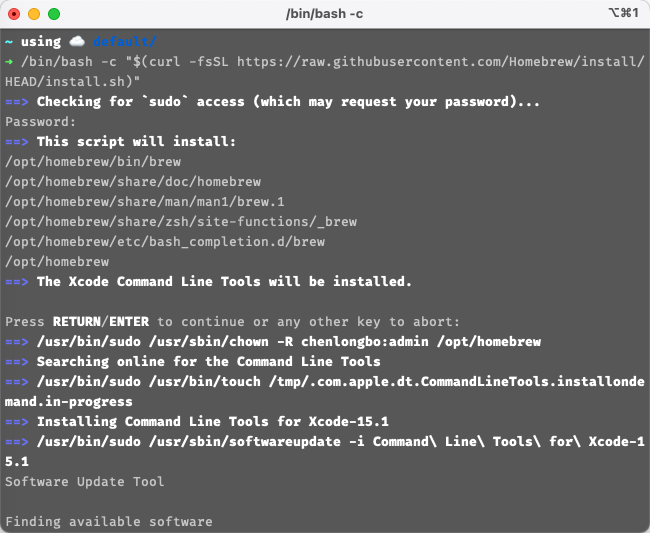 /bin/bash -c
⌥⌘1
~ using ☁️ default/
➜ /bin/bash -c "$(curl -fsSL https://raw.githubusercontent.com/Homebrew/install/
HEAD/install.sh)"
==> Checking for `sudo` access (which may request your password)...
Password:
==> This script will install:
/opt/homebrew/bin/brew
/opt/homebrew/share/doc/homebrew
/opt/homebrew/share/man/man1/brew.1
/opt/homebrew/share/zsh/site-functions/_brew
/opt/homebrew/etc/bash_completion.d/brew
/opt/homebrew
==> The Xcode Command Line Tools will be installed.
Press RETURN/ENTER to continue or any other key to abort:
==> /usr/bin/sudo /usr/sbin/chown -R chenlongbo:admin /opt/homebrew
==> Searching online for the Command Line Tools
==> /usr/bin/sudo /usr/bin/touch /tmp/.com.apple.dt.CommandLineTools.installonde
mand.in-progress
==> Installing Command Line Tools for Xcode-15.1
==> /usr/bin/sudo /usr/sbin/softwareupdate -i Command\ Line\ Tools\ for\ Xcode-1
5.1
Software Update Tool
Finding available software